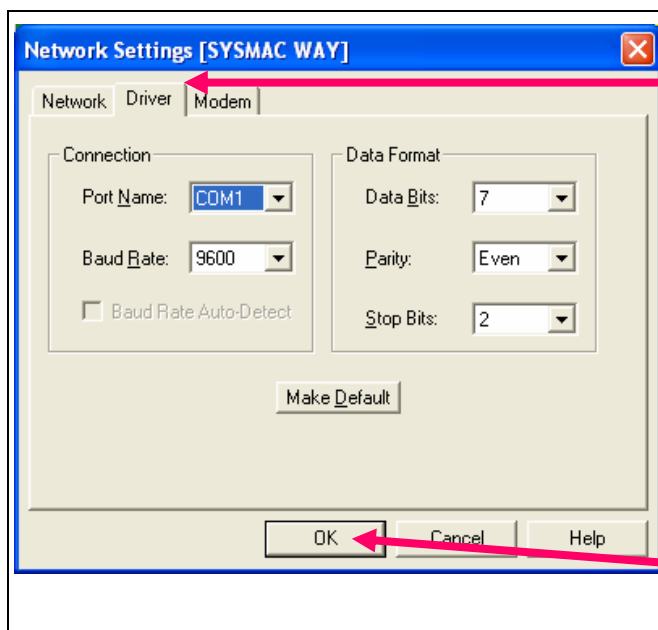 Network Settings [SYSMAC WAY]
Network Driver Modem
Connection
Port Name: COM1
Baud Rate: 9600
Baud Rate Auto-Detect
Data Format
Data Bits: 7
Parity: Even
Stop Bits: 2
Make Default
OK Cancel Help